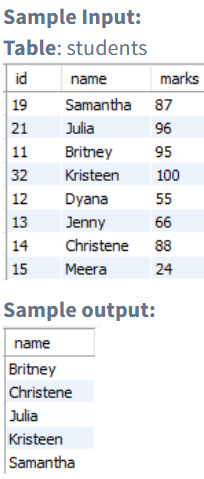 Sample Input:
Table: students
id name marks
19 Samantha 87
21 Julia 96
11 Britney 95
32 Kristeen 100
12 Dyana 55
13 Jenny 66
14 Christene 88
15 Meera 24
Sample output:
name
Britney
Christene
Julia
Kristeen
Samantha